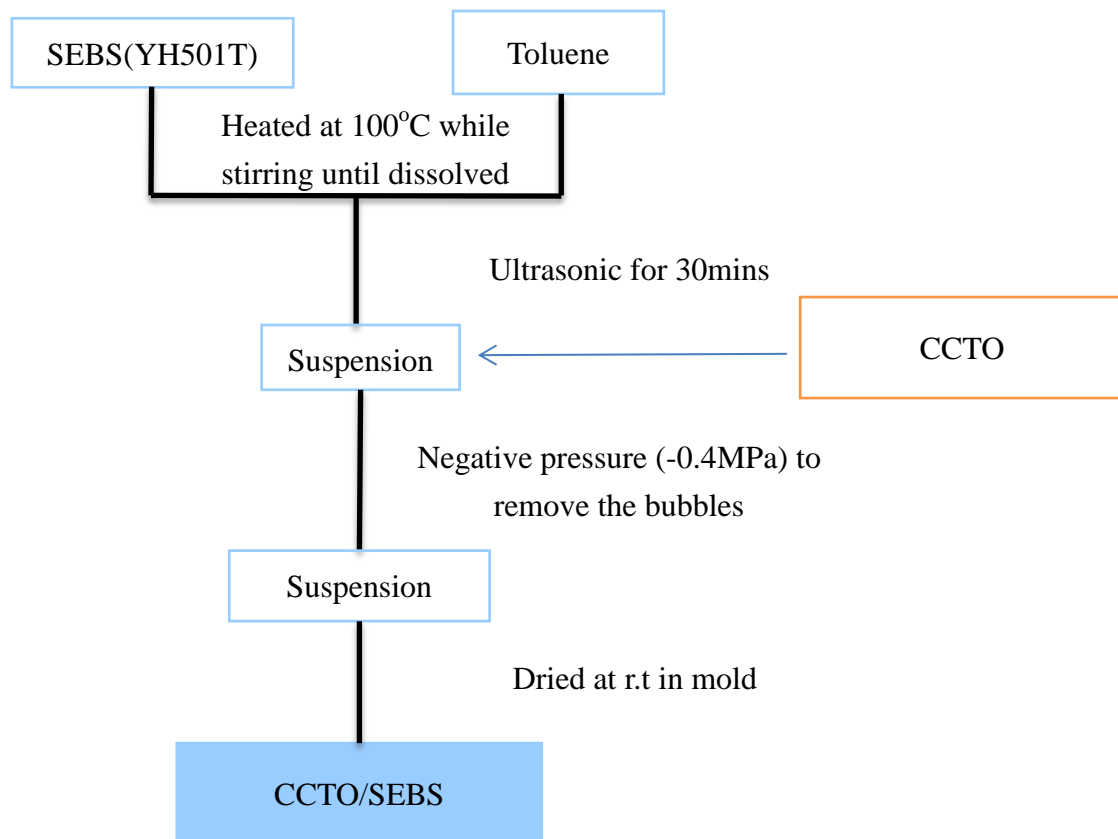 SEBS(YH501T)
Toluene
Heated at 100°C while
stirring until dissolved
Ultrasonic for 30mins
Suspension
CCTO
Negative pressure (-0.4MPa) to
remove the bubbles
Suspension
Dried at r.t in mold
CCTO/SEBS